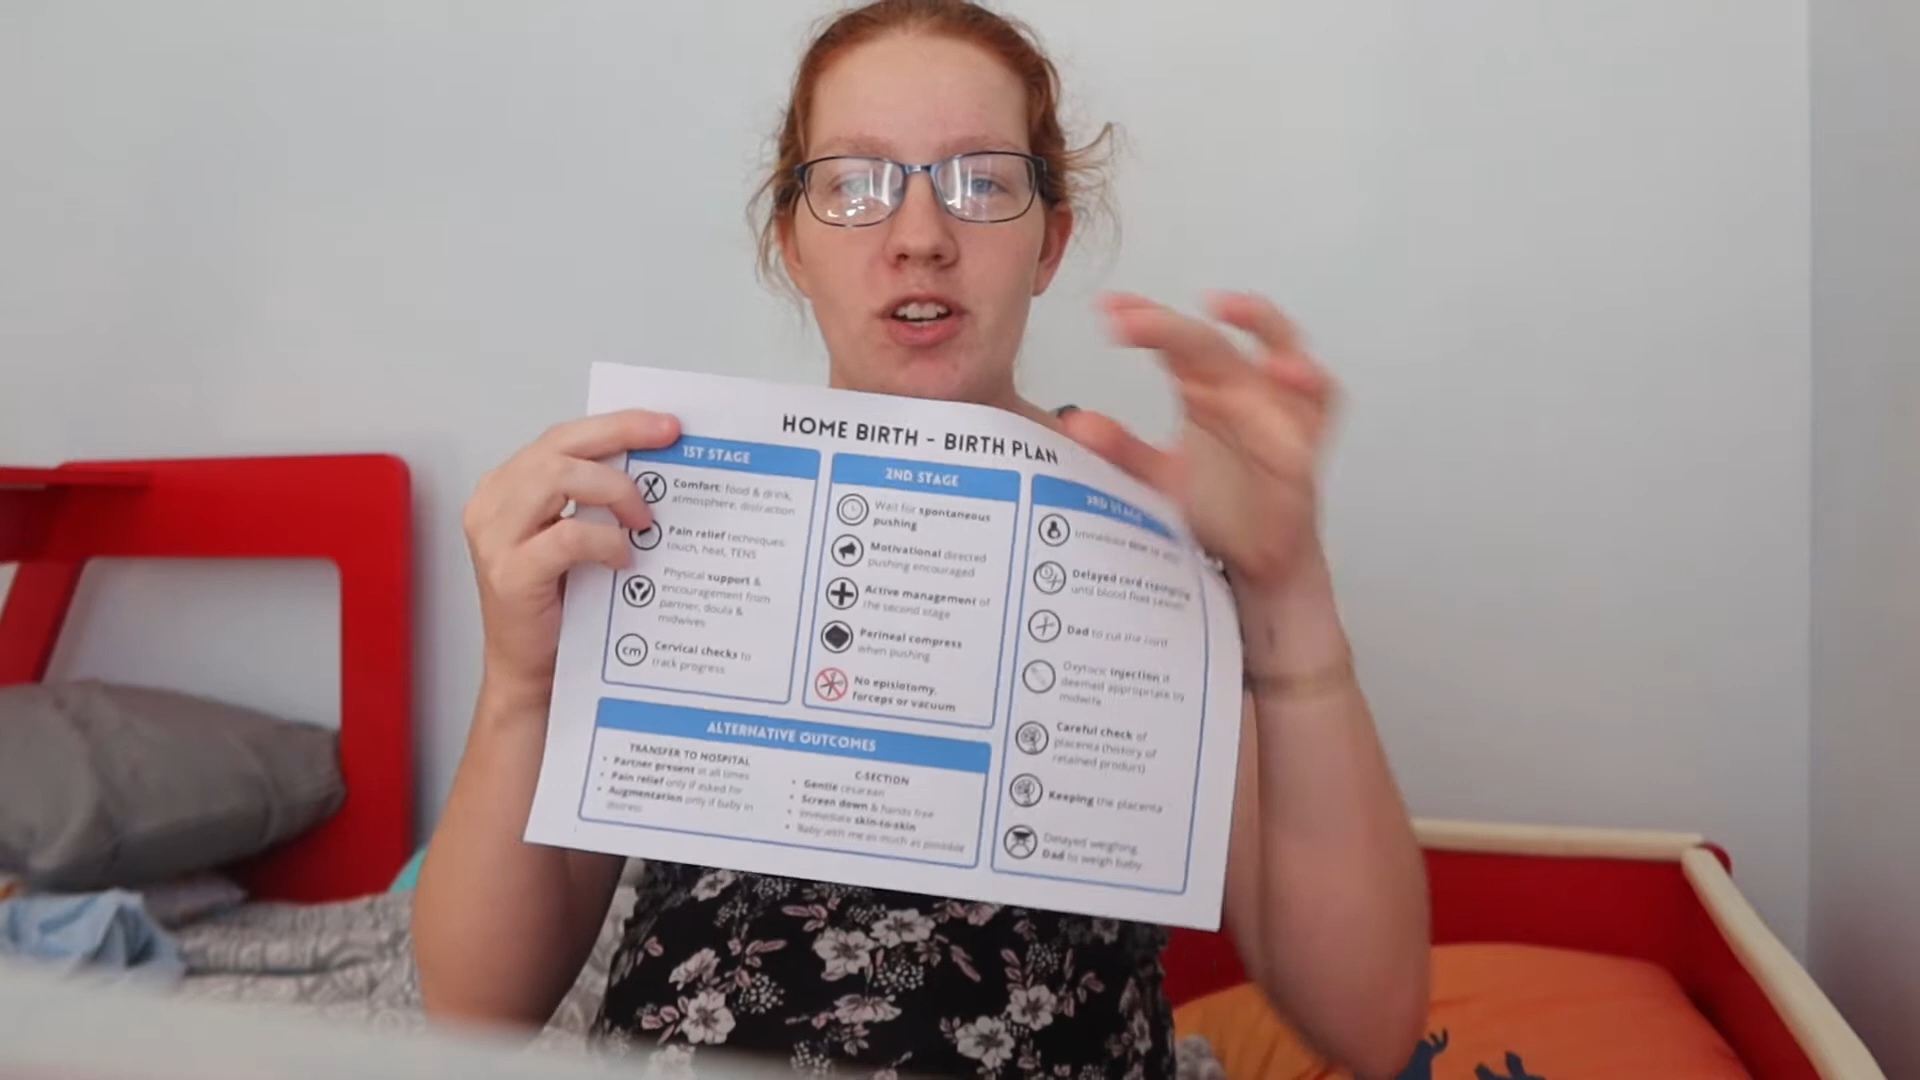 HOME BIRTH - BIRTH PLAN
1ST STAGE
Comfort: food & drink,
atmosphere, distraction
Pain relief techniques:
touch, heat, TENS
Physical support &
encouragement from
partner, doula &
midwives
cm
Cervical checks to
track progress
2ND STAGE
Wait for spontaneous
pushing
Motivational directed
pushing encouraged
Active management of
the second stage
Perineal compress
when pushing
No episiotomy,
forceps or vacuum
3RD STAGE
Immediate
Delayed cord clamping
until blood
Dad to cut the cord
Oxytocic injection if
deemed appropriate by
midwife
Careful check of
placenta (history of
retained product)
Keeping the placenta
Delayed weighing,
Dad to weigh baby
ALTERNATIVE OUTCOMES
TRANSFER TO HOSPITAL
• Partner present at all times
• Pain relief only if asked for
• Augmentation only if baby in
distress
C-SECTION
• Gentle cesarean
• Screen down & hands free
• Immediate skin-to-skin
• Baby with me as much as possible